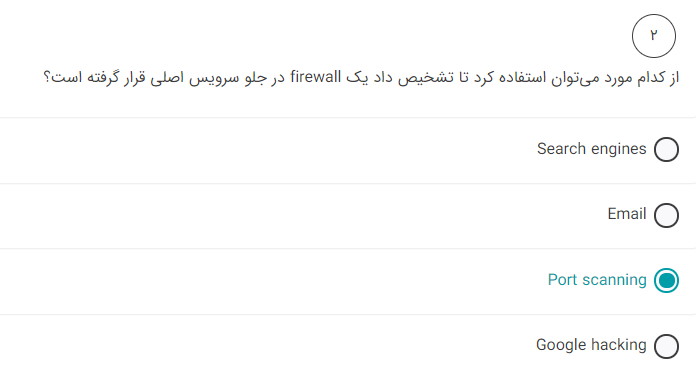 ۲
از کدام مورد می‌توان استفاده کرد تا تشخیص داد یک firewall در جلو سرویس اصلی قرار گرفته است؟
Search engines
Email
Port scanning
Google hacking